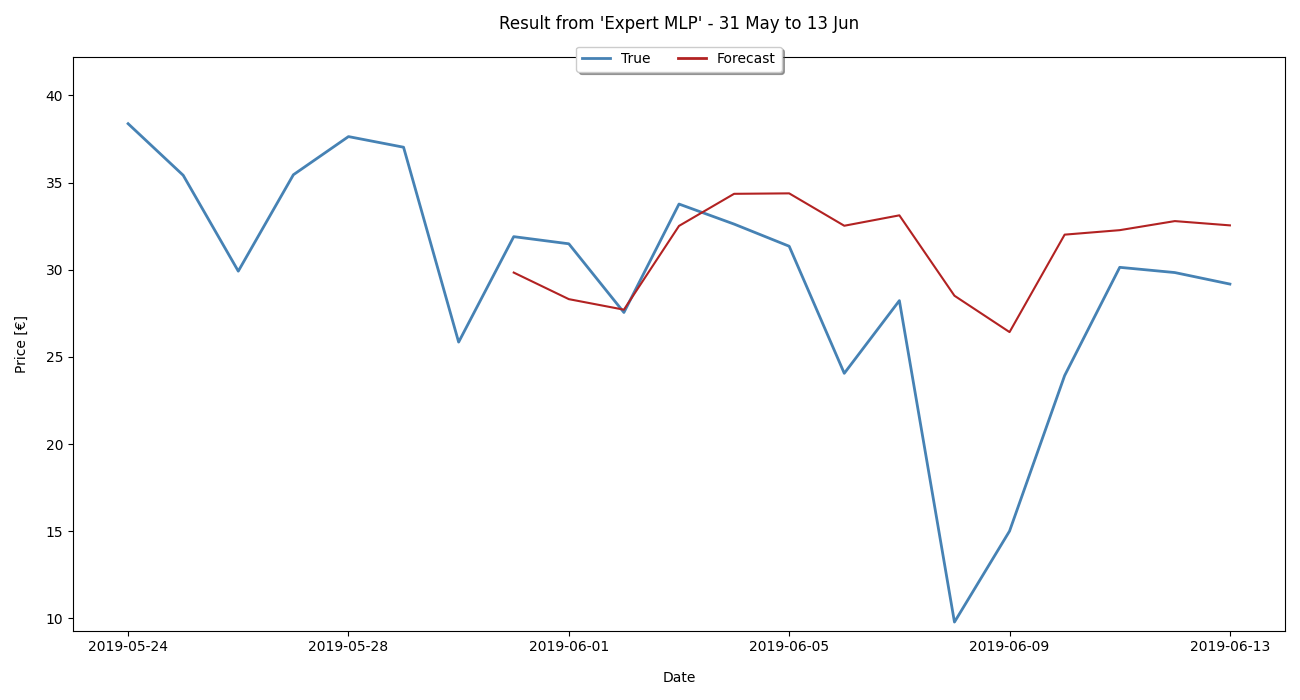 Result from 'Expert MLP' - 31 May to 13 Jun
True Forecast
40
35
30
25
20
15
10
Price [€]
2019-05-24 2019-05-28 2019-06-01 2019-06-05 2019-06-09 2019-06-13
Date